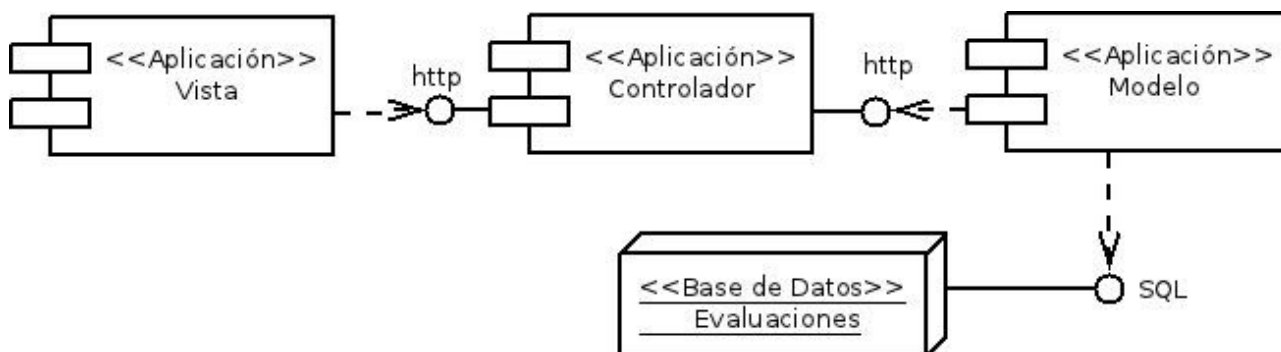 <<Aplicación>>
Vista
http
<<Aplicación>>
Controlador
http
<<Aplicación>>
Modelo
<<Base de Datos>>
Evaluaciones
SQL